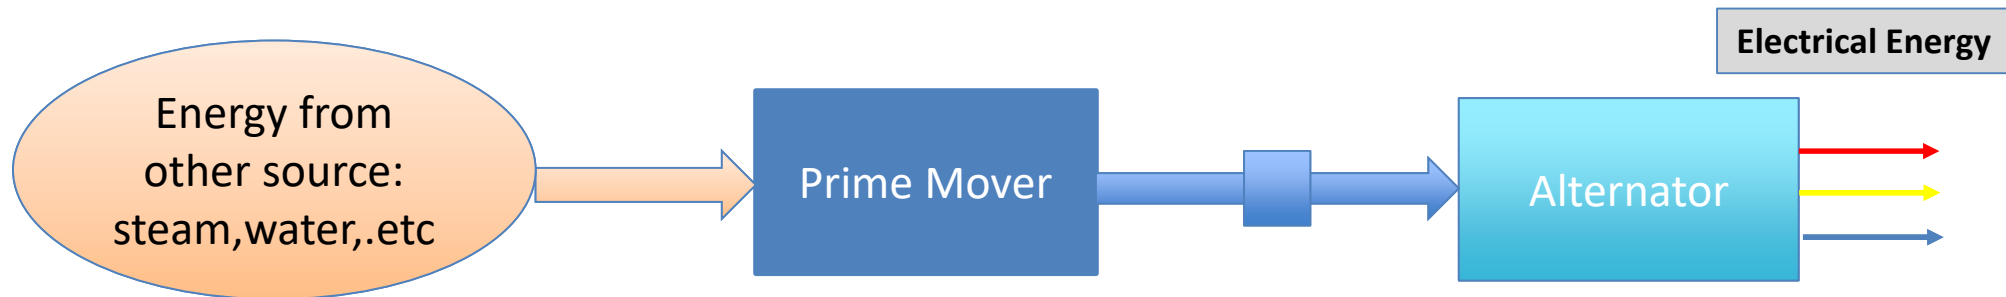 Energy from
other source:
steam,water,.etc
Prime Mover
Alternator
Electrical Energy